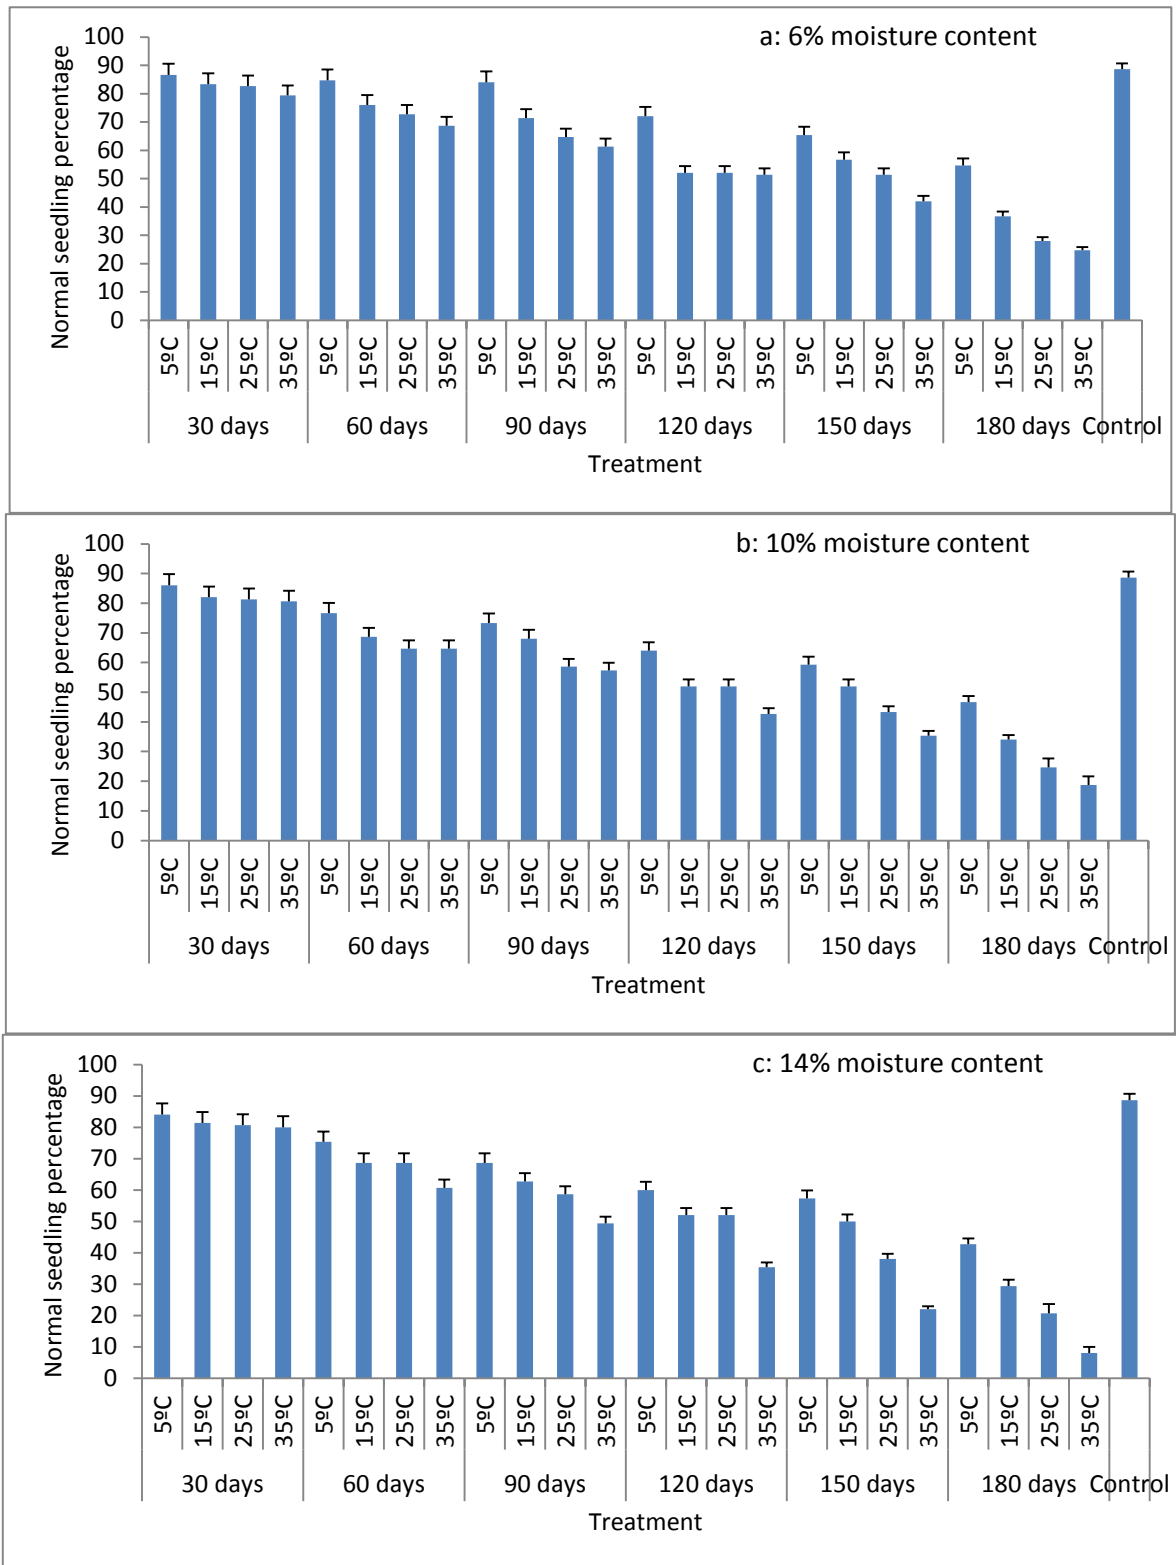 a: 6% moisture content
Normal seedling percentage
100
90
80
70
60
50
40
30
20
10
0
5ºC 15ºC 25ºC 35ºC 5ºC 15ºC 25ºC 35ºC 5ºC 15ºC 25ºC 35ºC 5ºC 15ºC 25ºC 35ºC 5ºC 15ºC 25ºC 35ºC 5ºC 15ºC 25ºC 35ºC
30 days 60 days 90 days 120 days 150 days 180 days Control
Treatment
b: 10% moisture content
Normal seedling percentage
100
90
80
70
60
50
40
30
20
10
0
5ºC 15ºC 25ºC 35ºC 5ºC 15ºC 25ºC 35ºC 5ºC 15ºC 25ºC 35ºC 5ºC 15ºC 25ºC 35ºC 5ºC 15ºC 25ºC 35ºC 5ºC 15ºC 25ºC 35ºC
30 days 60 days 90 days 120 days 150 days 180 days Control
Treatment
c: 14% moisture content
Normal seedling percentage
100
90
80
70
60
50
40
30
20
10
0
5ºC 15ºC 25ºC 35ºC 5ºC 15ºC 25ºC 35ºC 5ºC 15ºC 25ºC 35ºC 5ºC 15ºC 25ºC 35ºC 5ºC 15ºC 25ºC 35ºC 5ºC 15ºC 25ºC 35ºC
30 days 60 days 90 days 120 days 150 days 180 days Control
Treatment